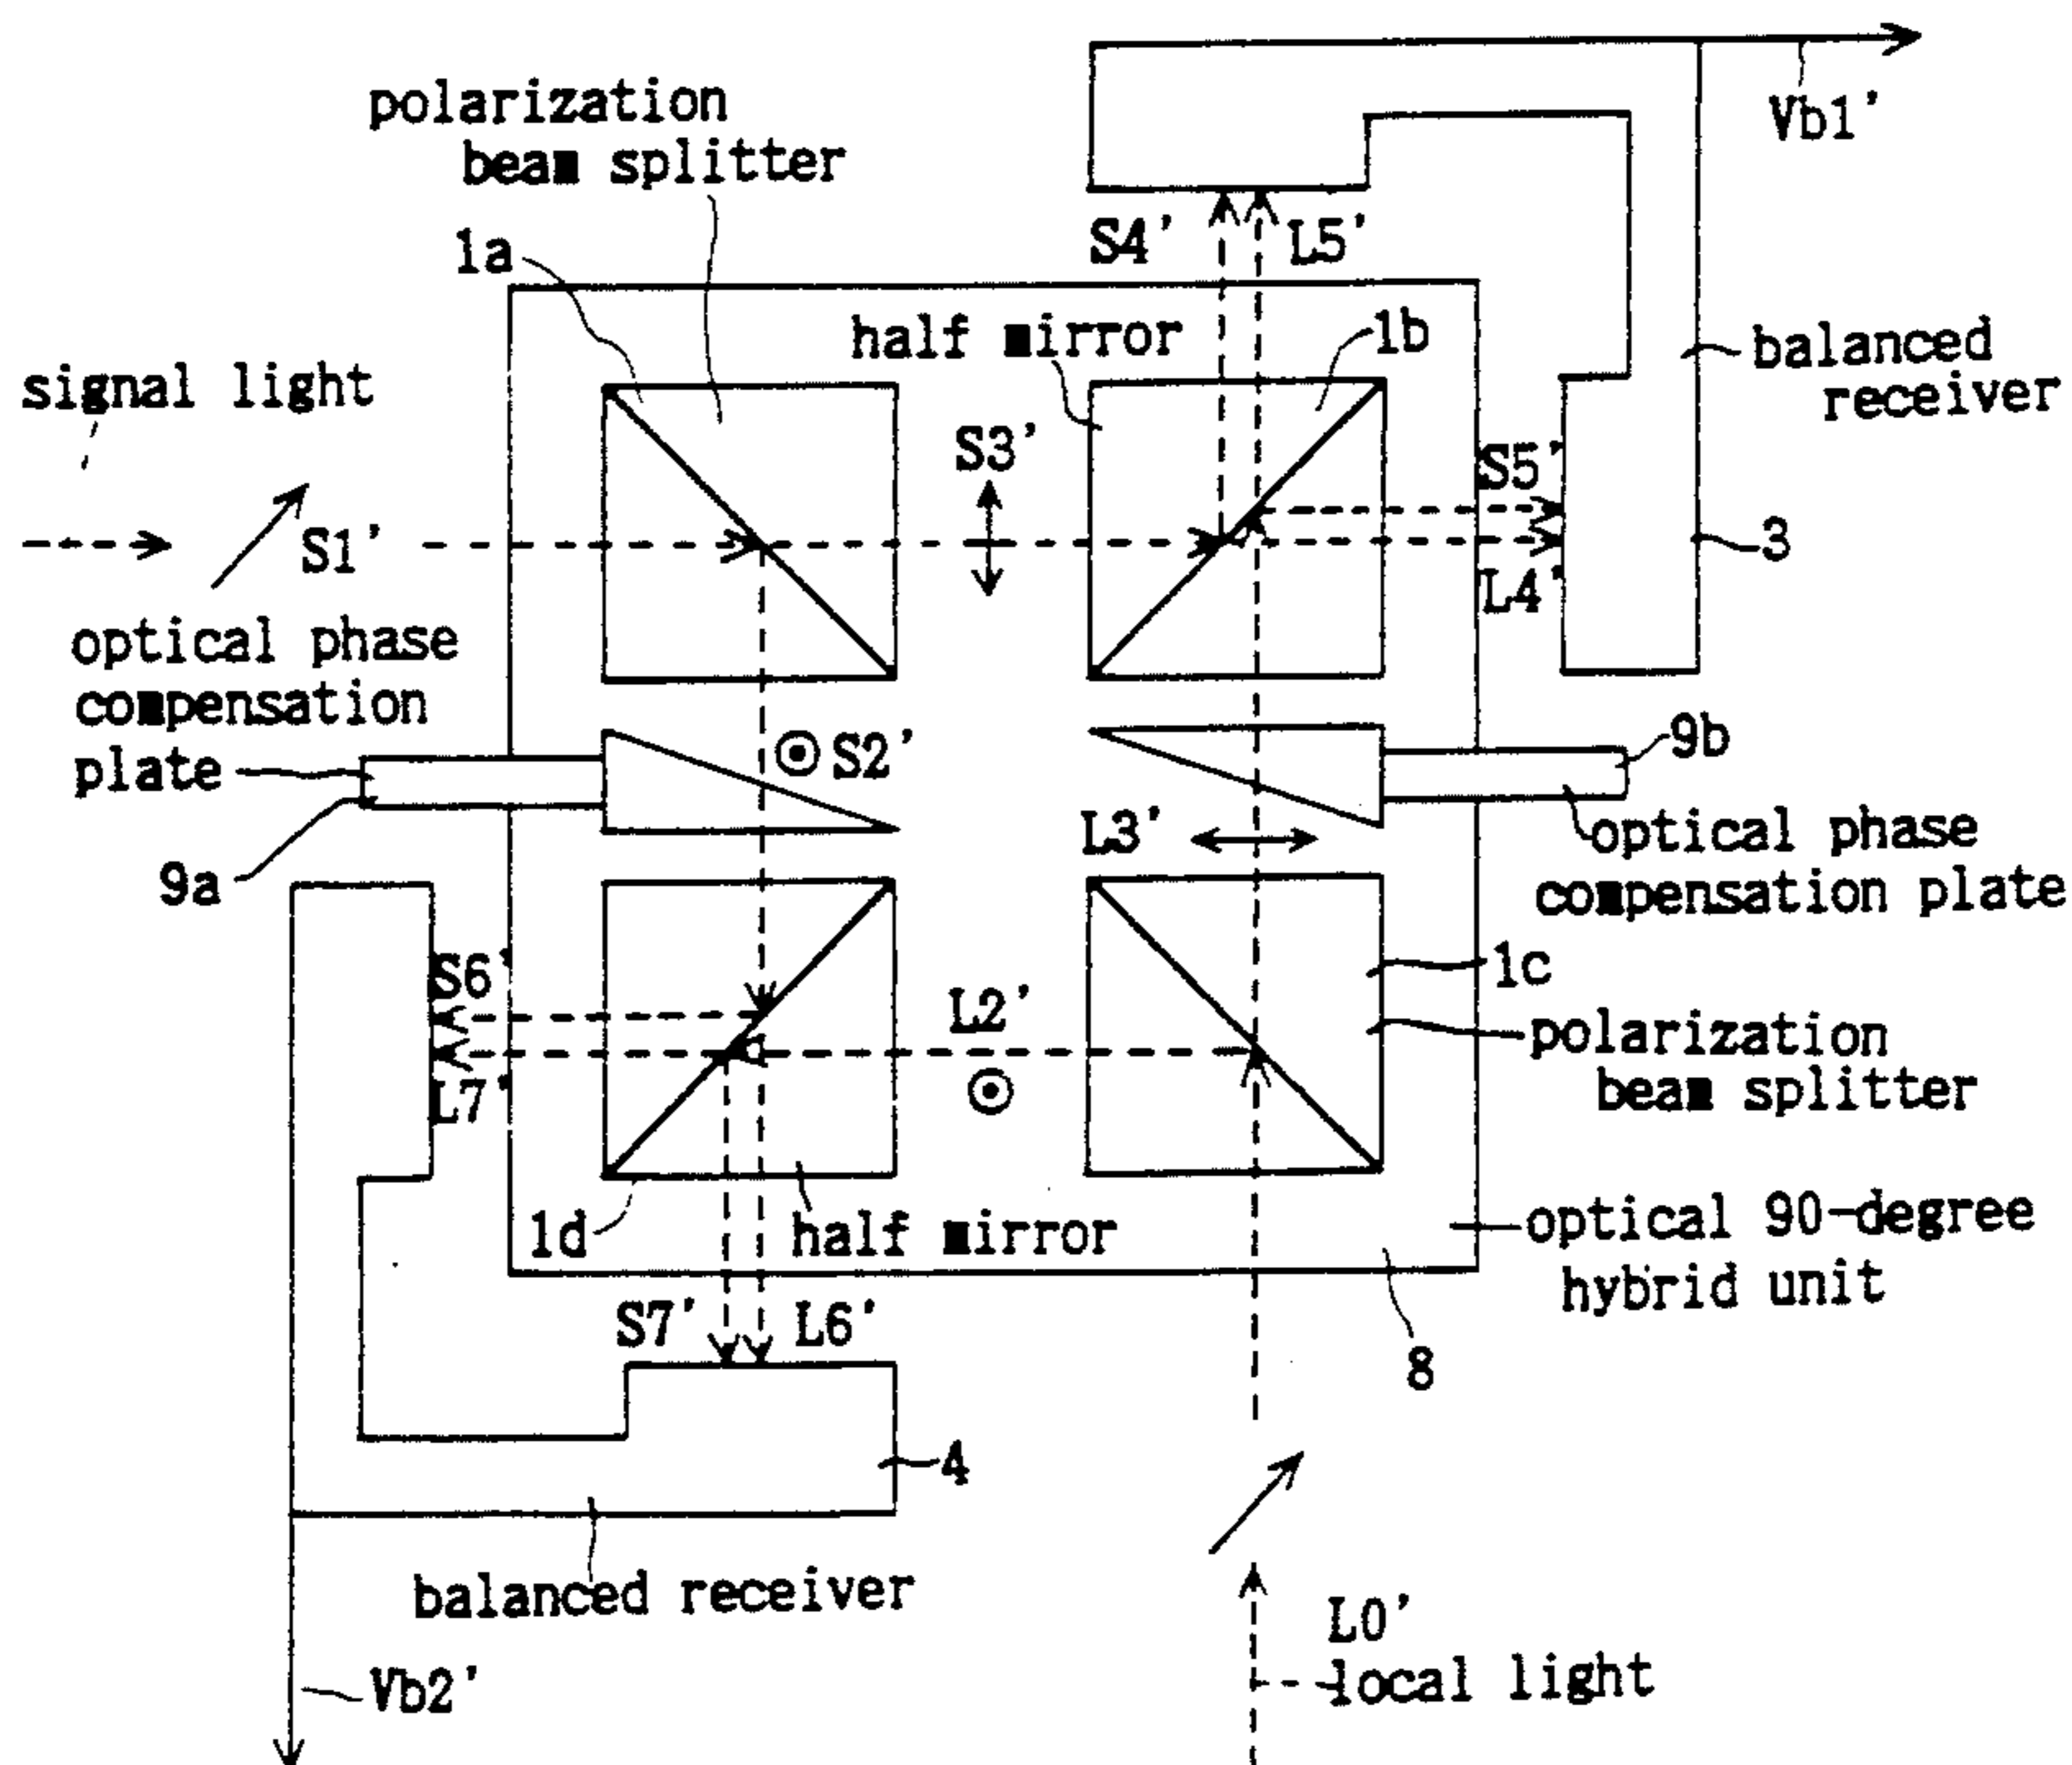 Vb1'
polarization
beam splitter
S4'
L5'
1a
half mirror
1b
balanced
receiver
signal light
S3'
S5'
S1'
3
L4'
optical phase
compensation
plate
S2'
9b
L3'
optical phase
compensation plate
9a
1c
S6'
L2'
polarization
beam splitter
L7'
optical 90-degree
hybrid unit
1d
half mirror
S7'
L6'
8
4
balanced receiver
L0'
local light
Vb2'